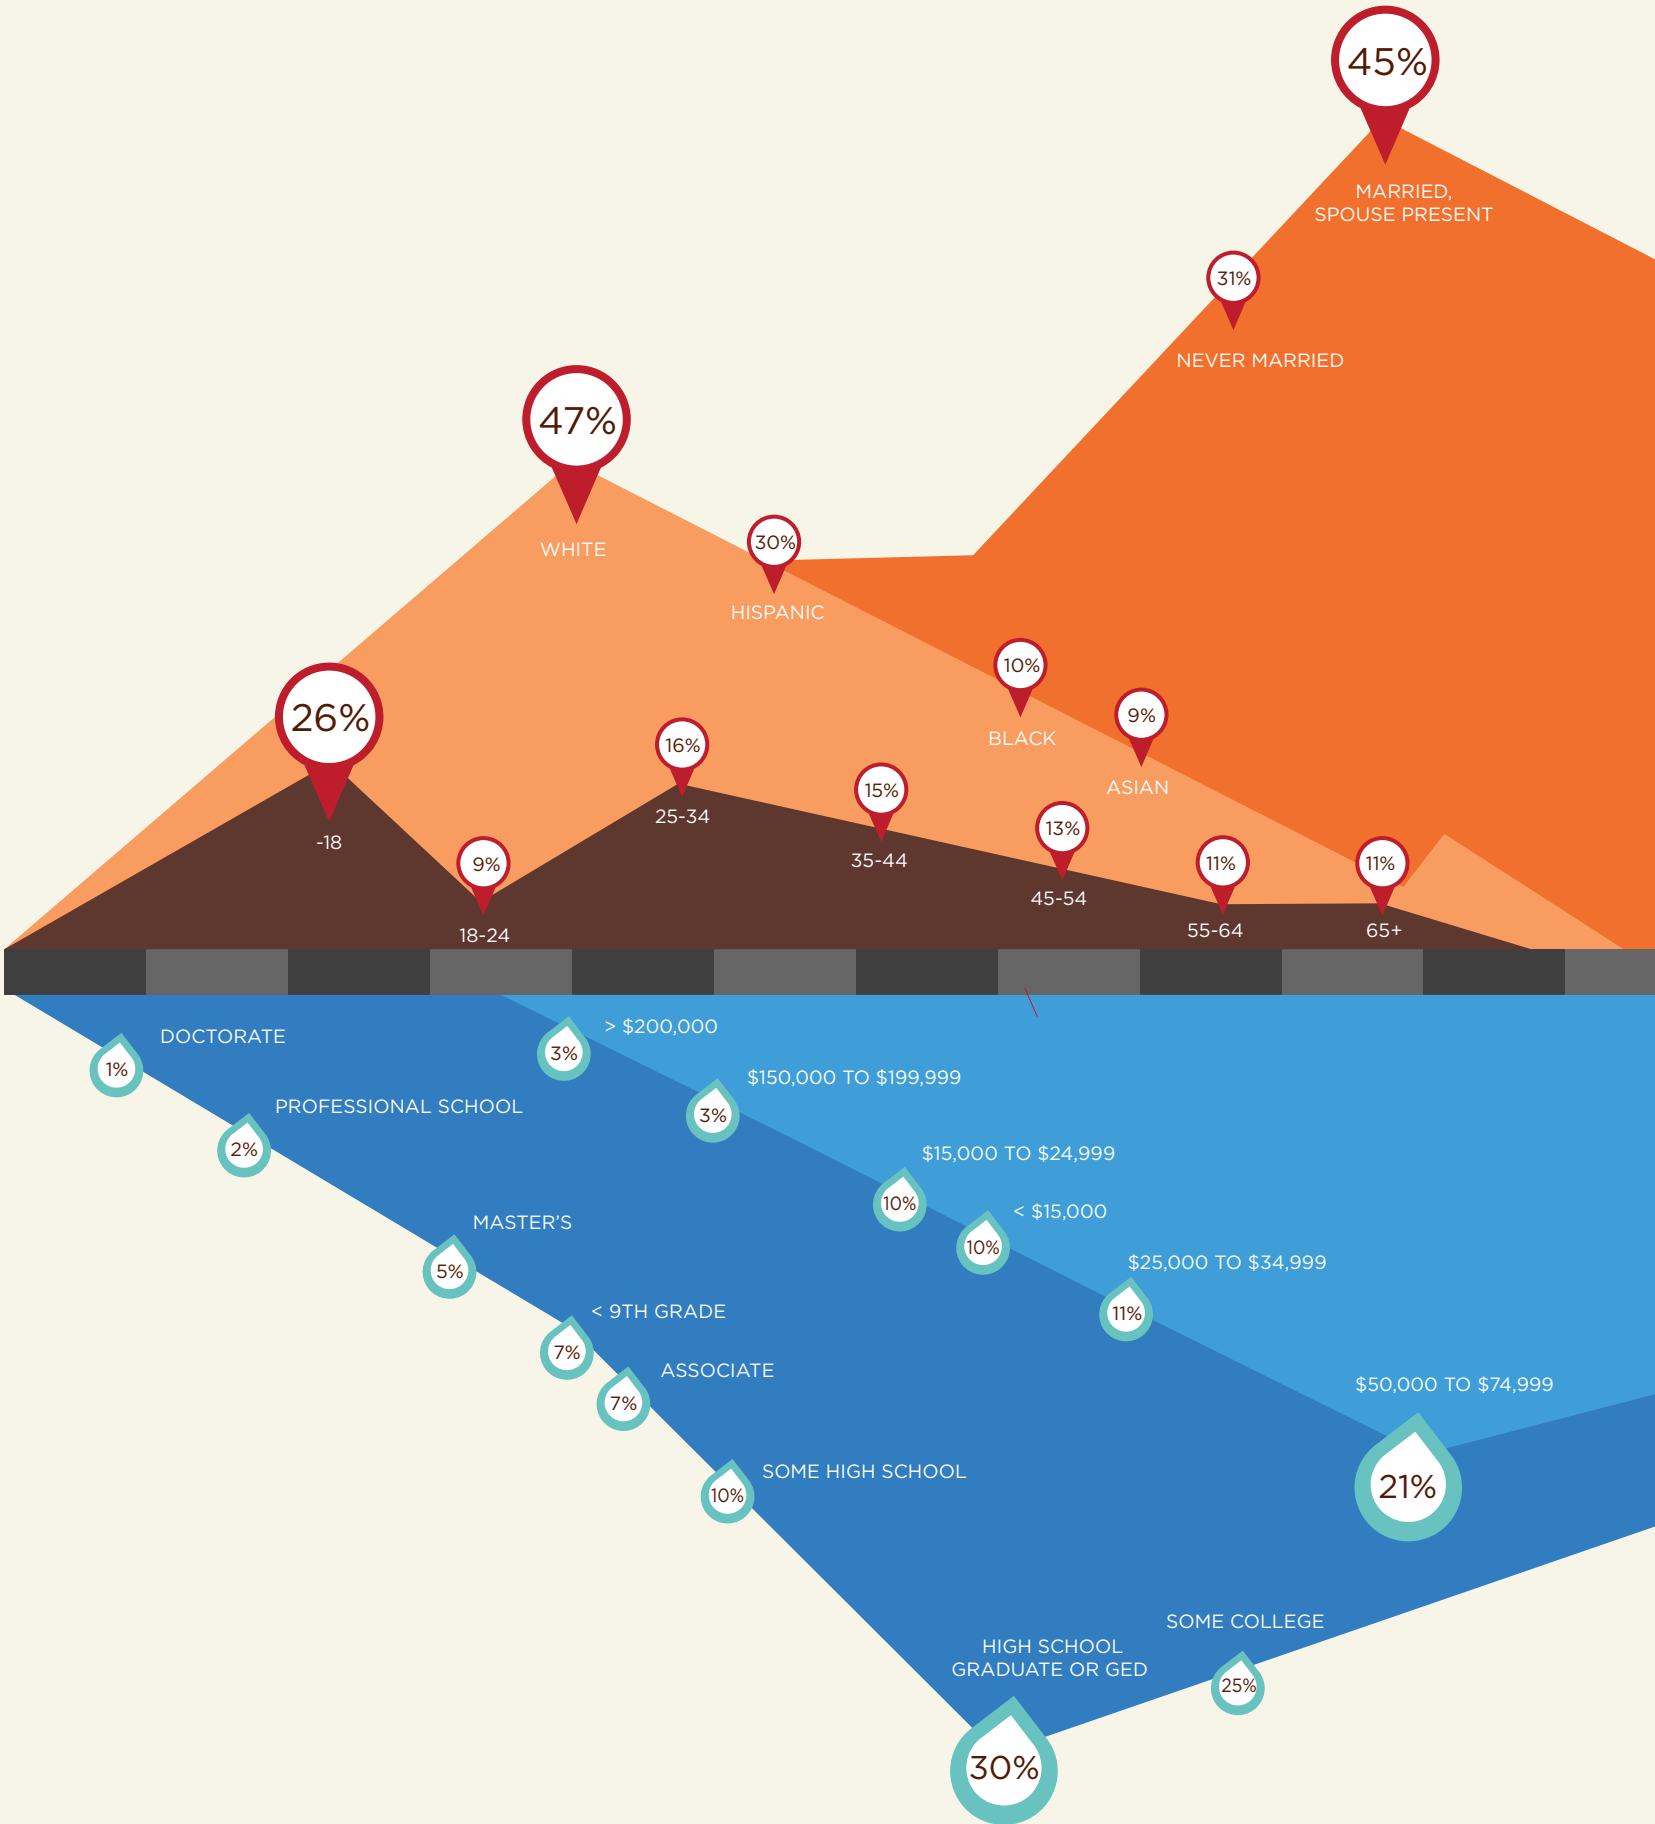 45%
MARRIED,
SPOUSE PRESENT
31%
NEVER MARRIED
47%
WHITE
30%
HISPANIC
10%
BLACK
9%
ASIAN
26%
-18
9%
18-24
16%
25-34
15%
35-44
13%
45-54
11%
55-64
11%
65+
DOCTORATE
1%
PROFESSIONAL SCHOOL
2%
MASTER’S
5%
< 9TH GRADE
7%
ASSOCIATE
7%
SOME HIGH SCHOOL
10%
HIGH SCHOOL
GRADUATE OR GED
30%
SOME COLLEGE
25%
> $200,000
3%
$150,000 TO $199,999
3%
$15,000 TO $24,999
10%
< $15,000
10%
$25,000 TO $34,999
11%
$50,000 TO $74,999
21%